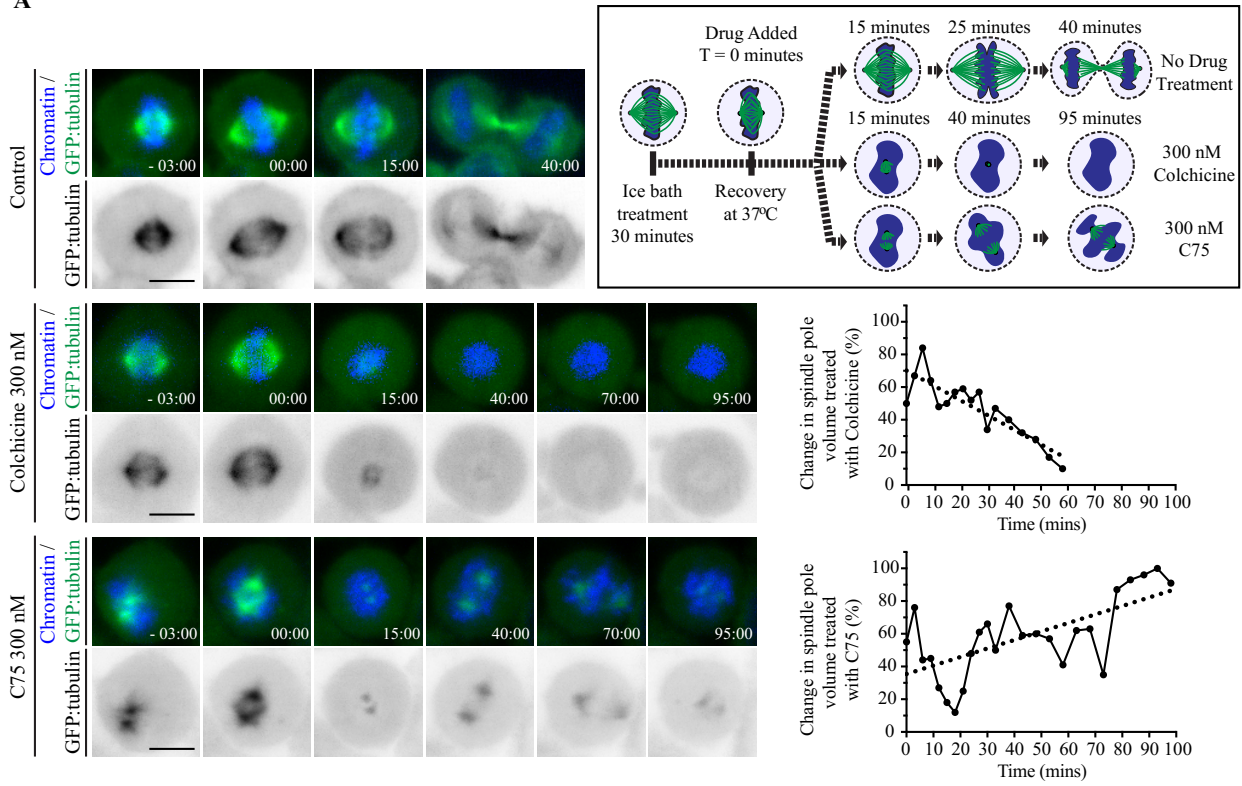 A
Control
Chromatin /
GFP:tubulin
- 03:00
00:00
15:00
40:00
GFP:tubulin
Drug Added
T = 0 minutes
Ice bath
treatment
30 minutes
Recovery
at 37⁰C
15 minutes
25 minutes
40 minutes
No Drug
Treatment
15 minutes
40 minutes
95 minutes
300 nM
Colchicine
300 nM
C75
Colchicine 300 nM
Chromatin /
GFP:tubulin
- 03:00
00:00
15:00
40:00
70:00
95:00
GFP:tubulin
Change in spindle pole
volume treated
with Colchicine (%)
100
80
60
40
20
0
0 10 20 30 40 50 60 70 80 90 100
Time (mins)
C75 300 nM
Chromatin /
GFP:tubulin
- 03:00
00:00
15:00
40:00
70:00
95:00
GFP:tubulin
Change in spindle pole
volume treated
with C75 (%)
100
80
60
40
20
0
0 10 20 30 40 50 60 70 80 90 100
Time (mins)